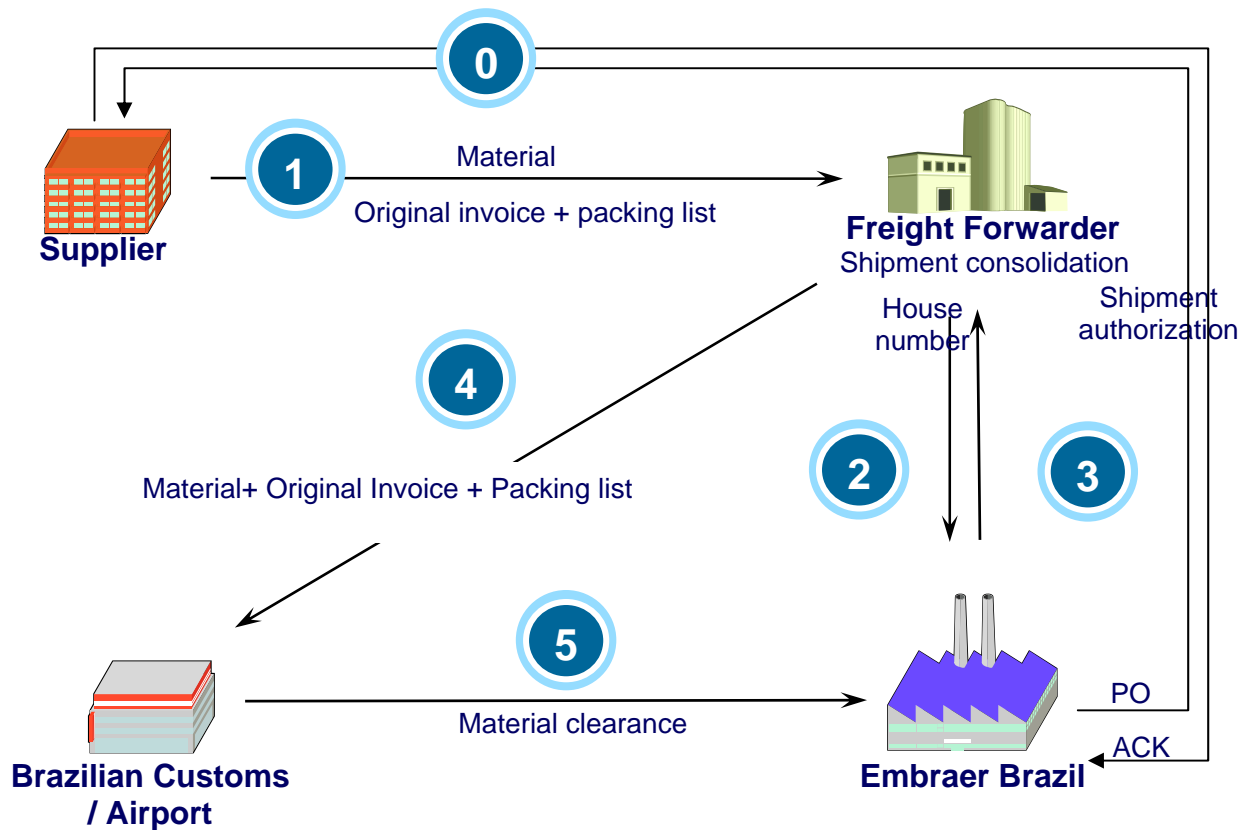 0
1
Material
Original invoice + packing list
Supplier
Freight Forwarder
Shipment consolidation
House
number
Shipment
authorization
4
2
3
Material+ Original Invoice + Packing list
5
Material clearance
PO
ACK
Brazilian Customs
/ Airport
Embraer Brazil